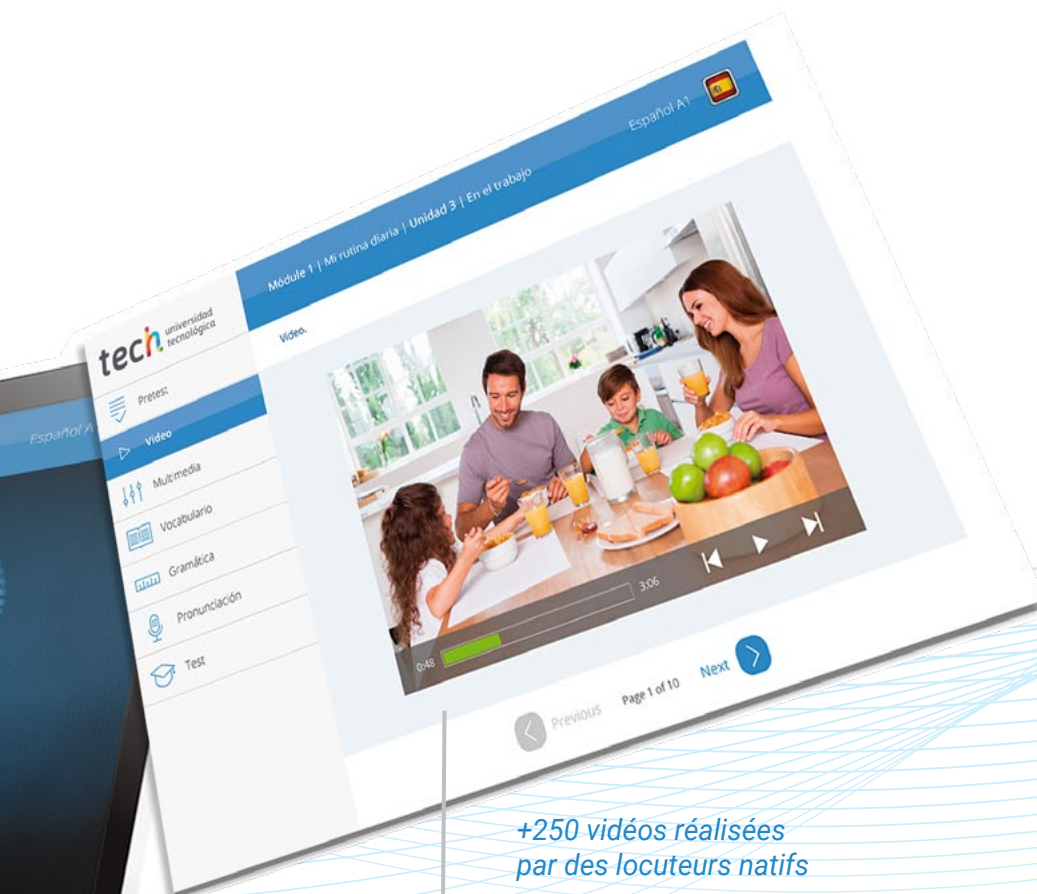 Español A1
Módule 1 | Mi rutina diaria | Unidad 3 | En el trabajo
tech universidad
tecnológica
Video.
Pretest
Video
Multimedia
Vocabulario
Gramática
Pronunciación
Test
0:48
3:06
Previous
Page 1 of 10
Next
Español A
+250 vidéos réalisées
par des locuteurs natifs